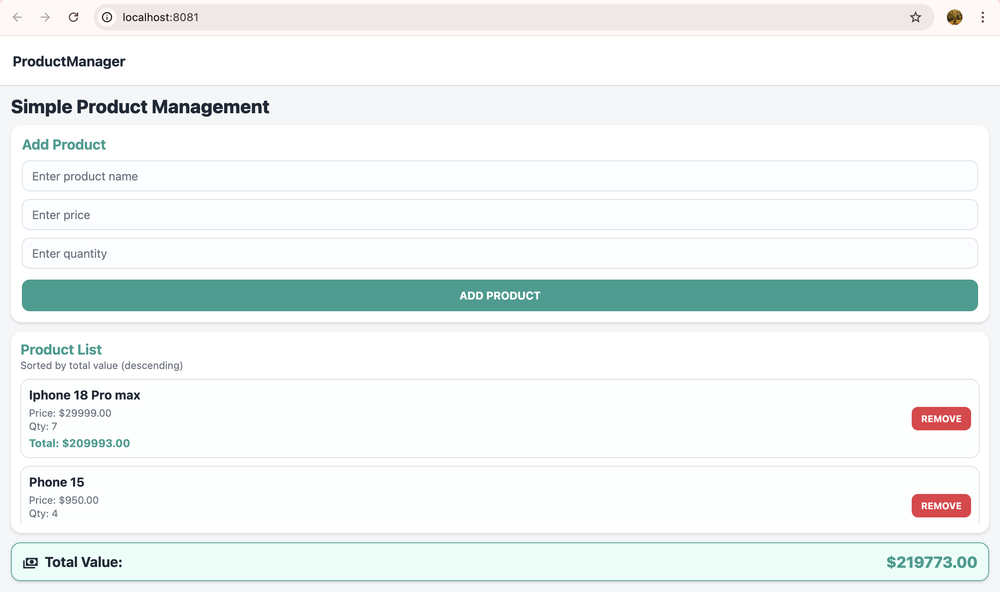 localhost:8081
ProductManager
Simple Product Management
Add Product
Enter product name
Enter price
Enter quantity
ADD PRODUCT
Product List
Sorted by total value (descending)
Iphone 18 Pro max
Price: $29999.00
Qty: 7
Total: $209993.00
REMOVE
Phone 15
Price: $950.00
Qty: 4
REMOVE
Total Value:
$219773.00